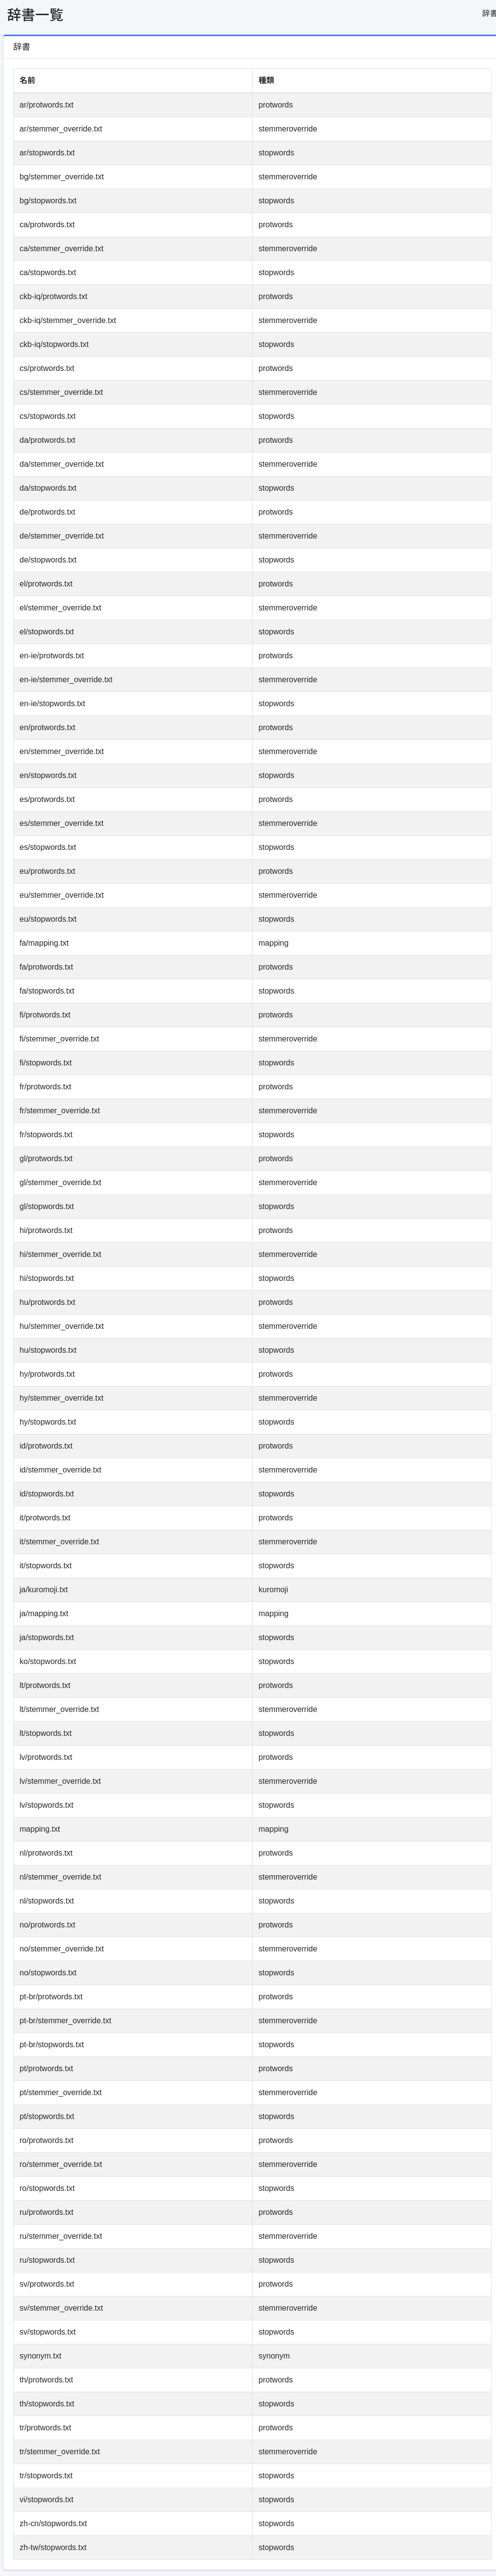 辞書一覧
辞書
辞書
名前 種類
ar/protwords.txt protwords
ar/stemmer_override.txt stemmeroverride
ar/stopwords.txt stopwords
bg/stemmer_override.txt stemmeroverride
bg/stopwords.txt stopwords
ca/protwords.txt protwords
ca/stemmer_override.txt stemmeroverride
ca/stopwords.txt stopwords
ckb-iq/protwords.txt protwords
ckb-iq/stemmer_override.txt stemmeroverride
ckb-iq/stopwords.txt stopwords
cs/protwords.txt protwords
cs/stemmer_override.txt stemmeroverride
cs/stopwords.txt stopwords
da/protwords.txt protwords
da/stemmer_override.txt stemmeroverride
da/stopwords.txt stopwords
de/protwords.txt protwords
de/stemmer_override.txt stemmeroverride
de/stopwords.txt stopwords
el/protwords.txt protwords
el/stemmer_override.txt stemmeroverride
el/stopwords.txt stopwords
en-ie/protwords.txt protwords
en-ie/stemmer_override.txt stemmeroverride
en-ie/stopwords.txt stopwords
en/protwords.txt protwords
en/stemmer_override.txt stemmeroverride
en/stopwords.txt stopwords
es/protwords.txt protwords
es/stemmer_override.txt stemmeroverride
es/stopwords.txt stopwords
eu/protwords.txt protwords
eu/stemmer_override.txt stemmeroverride
eu/stopwords.txt stopwords
fa/mapping.txt mapping
fa/protwords.txt protwords
fa/stopwords.txt stopwords
fi/protwords.txt protwords
fi/stemmer_override.txt stemmeroverride
fi/stopwords.txt stopwords
fr/protwords.txt protwords
fr/stemmer_override.txt stemmeroverride
fr/stopwords.txt stopwords
gl/protwords.txt protwords
gl/stemmer_override.txt stemmeroverride
gl/stopwords.txt stopwords
hi/protwords.txt protwords
hi/stemmer_override.txt stemmeroverride
hi/stopwords.txt stopwords
hu/protwords.txt protwords
hu/stemmer_override.txt stemmeroverride
hu/stopwords.txt stopwords
hy/protwords.txt protwords
hy/stemmer_override.txt stemmeroverride
hy/stopwords.txt stopwords
id/protwords.txt protwords
id/stemmer_override.txt stemmeroverride
id/stopwords.txt stopwords
it/protwords.txt protwords
it/stemmer_override.txt stemmeroverride
it/stopwords.txt stopwords
ja/kuromoji.txt kuromoji
ja/mapping.txt mapping
ja/stopwords.txt stopwords
ko/stopwords.txt stopwords
lt/protwords.txt protwords
lt/stemmer_override.txt stemmeroverride
lt/stopwords.txt stopwords
lv/protwords.txt protwords
lv/stemmer_override.txt stemmeroverride
lv/stopwords.txt stopwords
mapping.txt mapping
nl/protwords.txt protwords
nl/stemmer_override.txt stemmeroverride
nl/stopwords.txt stopwords
no/protwords.txt protwords
no/stemmer_override.txt stemmeroverride
no/stopwords.txt stopwords
pt-br/protwords.txt protwords
pt-br/stemmer_override.txt stemmeroverride
pt-br/stopwords.txt stopwords
pt/protwords.txt protwords
pt/stemmer_override.txt stemmeroverride
pt/stopwords.txt stopwords
ro/protwords.txt protwords
ro/stemmer_override.txt stemmeroverride
ro/stopwords.txt stopwords
ru/protwords.txt protwords
ru/stemmer_override.txt stemmeroverride
ru/stopwords.txt stopwords
sv/protwords.txt protwords
sv/stemmer_override.txt stemmeroverride
sv/stopwords.txt stopwords
synonym.txt synonym
th/protwords.txt protwords
th/stopwords.txt stopwords
tr/protwords.txt protwords
tr/stemmer_override.txt stemmeroverride
tr/stopwords.txt stopwords
vi/stopwords.txt stopwords
zh-cn/stopwords.txt stopwords
zh-tw/stopwords.txt stopwords